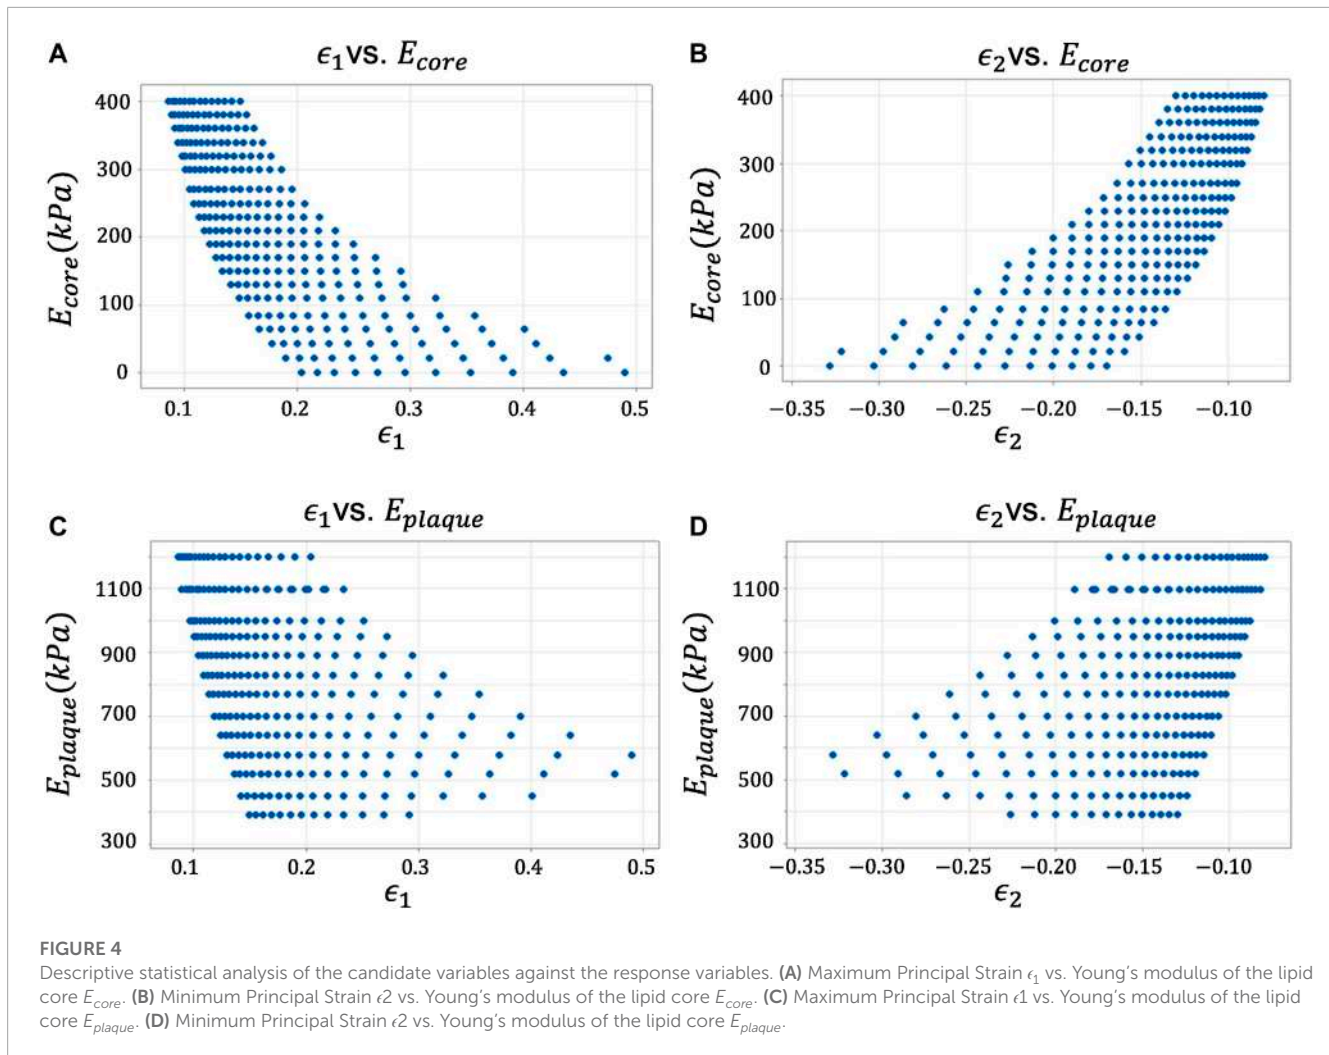 A
ϵ1 VS. Ecore
400
300
200
100
0
Ecore(kPa)
0.1 0.2 0.3 0.4 0.5
ϵ1
B
ϵ2 VS. Ecore
400
300
200
100
0
Ecore(kPa)
−0.35 −0.30 −0.25 −0.20 −0.15 −0.10
ϵ2
C
ϵ1 VS. Eplaque
1100
900
700
500
300
Eplaque(kPa)
0.1 0.2 0.3 0.4 0.5
ϵ1
D
ϵ2 VS. Eplaque
1100
900
700
500
300
Eplaque(kPa)
−0.35 −0.30 −0.25 −0.20 −0.15 −0.10
ϵ2
FIGURE 4
Descriptive statistical analysis of the candidate variables against the response variables. (A) Maximum Principal Strain ϵ1 vs. Young's modulus of the lipid
core Ecore. (B) Minimum Principal Strain ϵ2 vs. Young's modulus of the lipid core Ecore. (C) Maximum Principal Strain ϵ1 vs. Young's modulus of the lipid
core Eplaque. (D) Minimum Principal Strain ϵ2 vs. Young's modulus of the lipid core Eplaque.